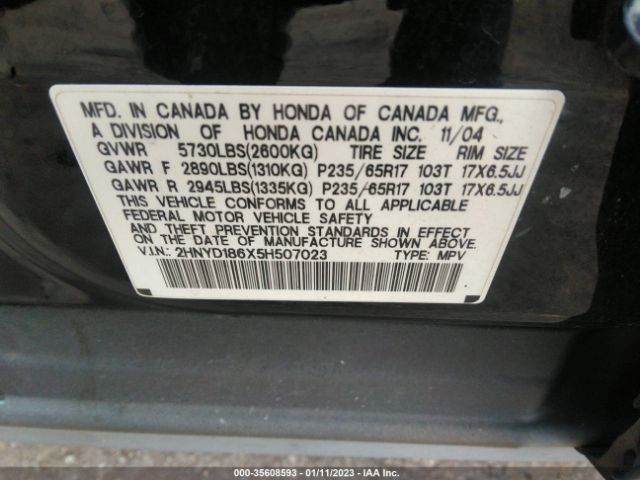 MFD. IN CANADA BY HONDA OF CANADA MFG.,
A DIVISION OF HONDA CANADA INC. 11/04
GVWR 5730LBS(2600KG) TIRE SIZE RIM SIZE
GAWR F 2890LBS(1310KG) P235/65R17 103T 17X6.5JJ
GAWR R 2945LBS(1335KG) P235/65R17 103T 17X6.5JJ
THIS VEHICLE CONFORMS TO ALL APPLICABLE
FEDERAL MOTOR VEHICLE SAFETY
AND THEFT PREVENTION STANDARDS IN EFFECT
ON THE DATE OF MANUFACTURE SHOWN ABOVE.
V.I.N.: 2HNYD186X5H507023 TYPE: MPV
000-35608593 - 01/11/2023 - IAA Inc.